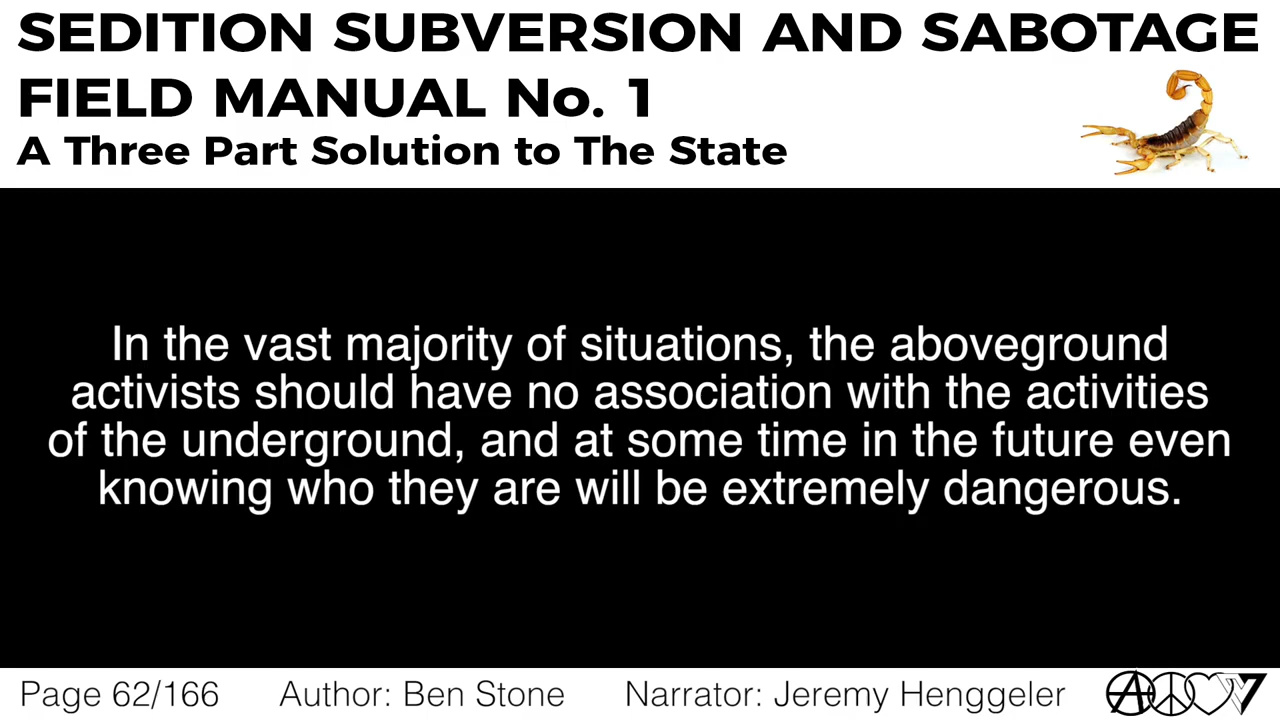 SEDITION SUBVERSION AND SABOTAGE
FIELD MANUAL No. 1
A Three Part Solution to The State
In the vast majority of situations, the aboveground
activists should have no association with the activities
of the underground, and at some time in the future even
knowing who they are will be extremely dangerous.
Page 62/166 Author: Ben Stone Narrator: Jeremy Henggeler